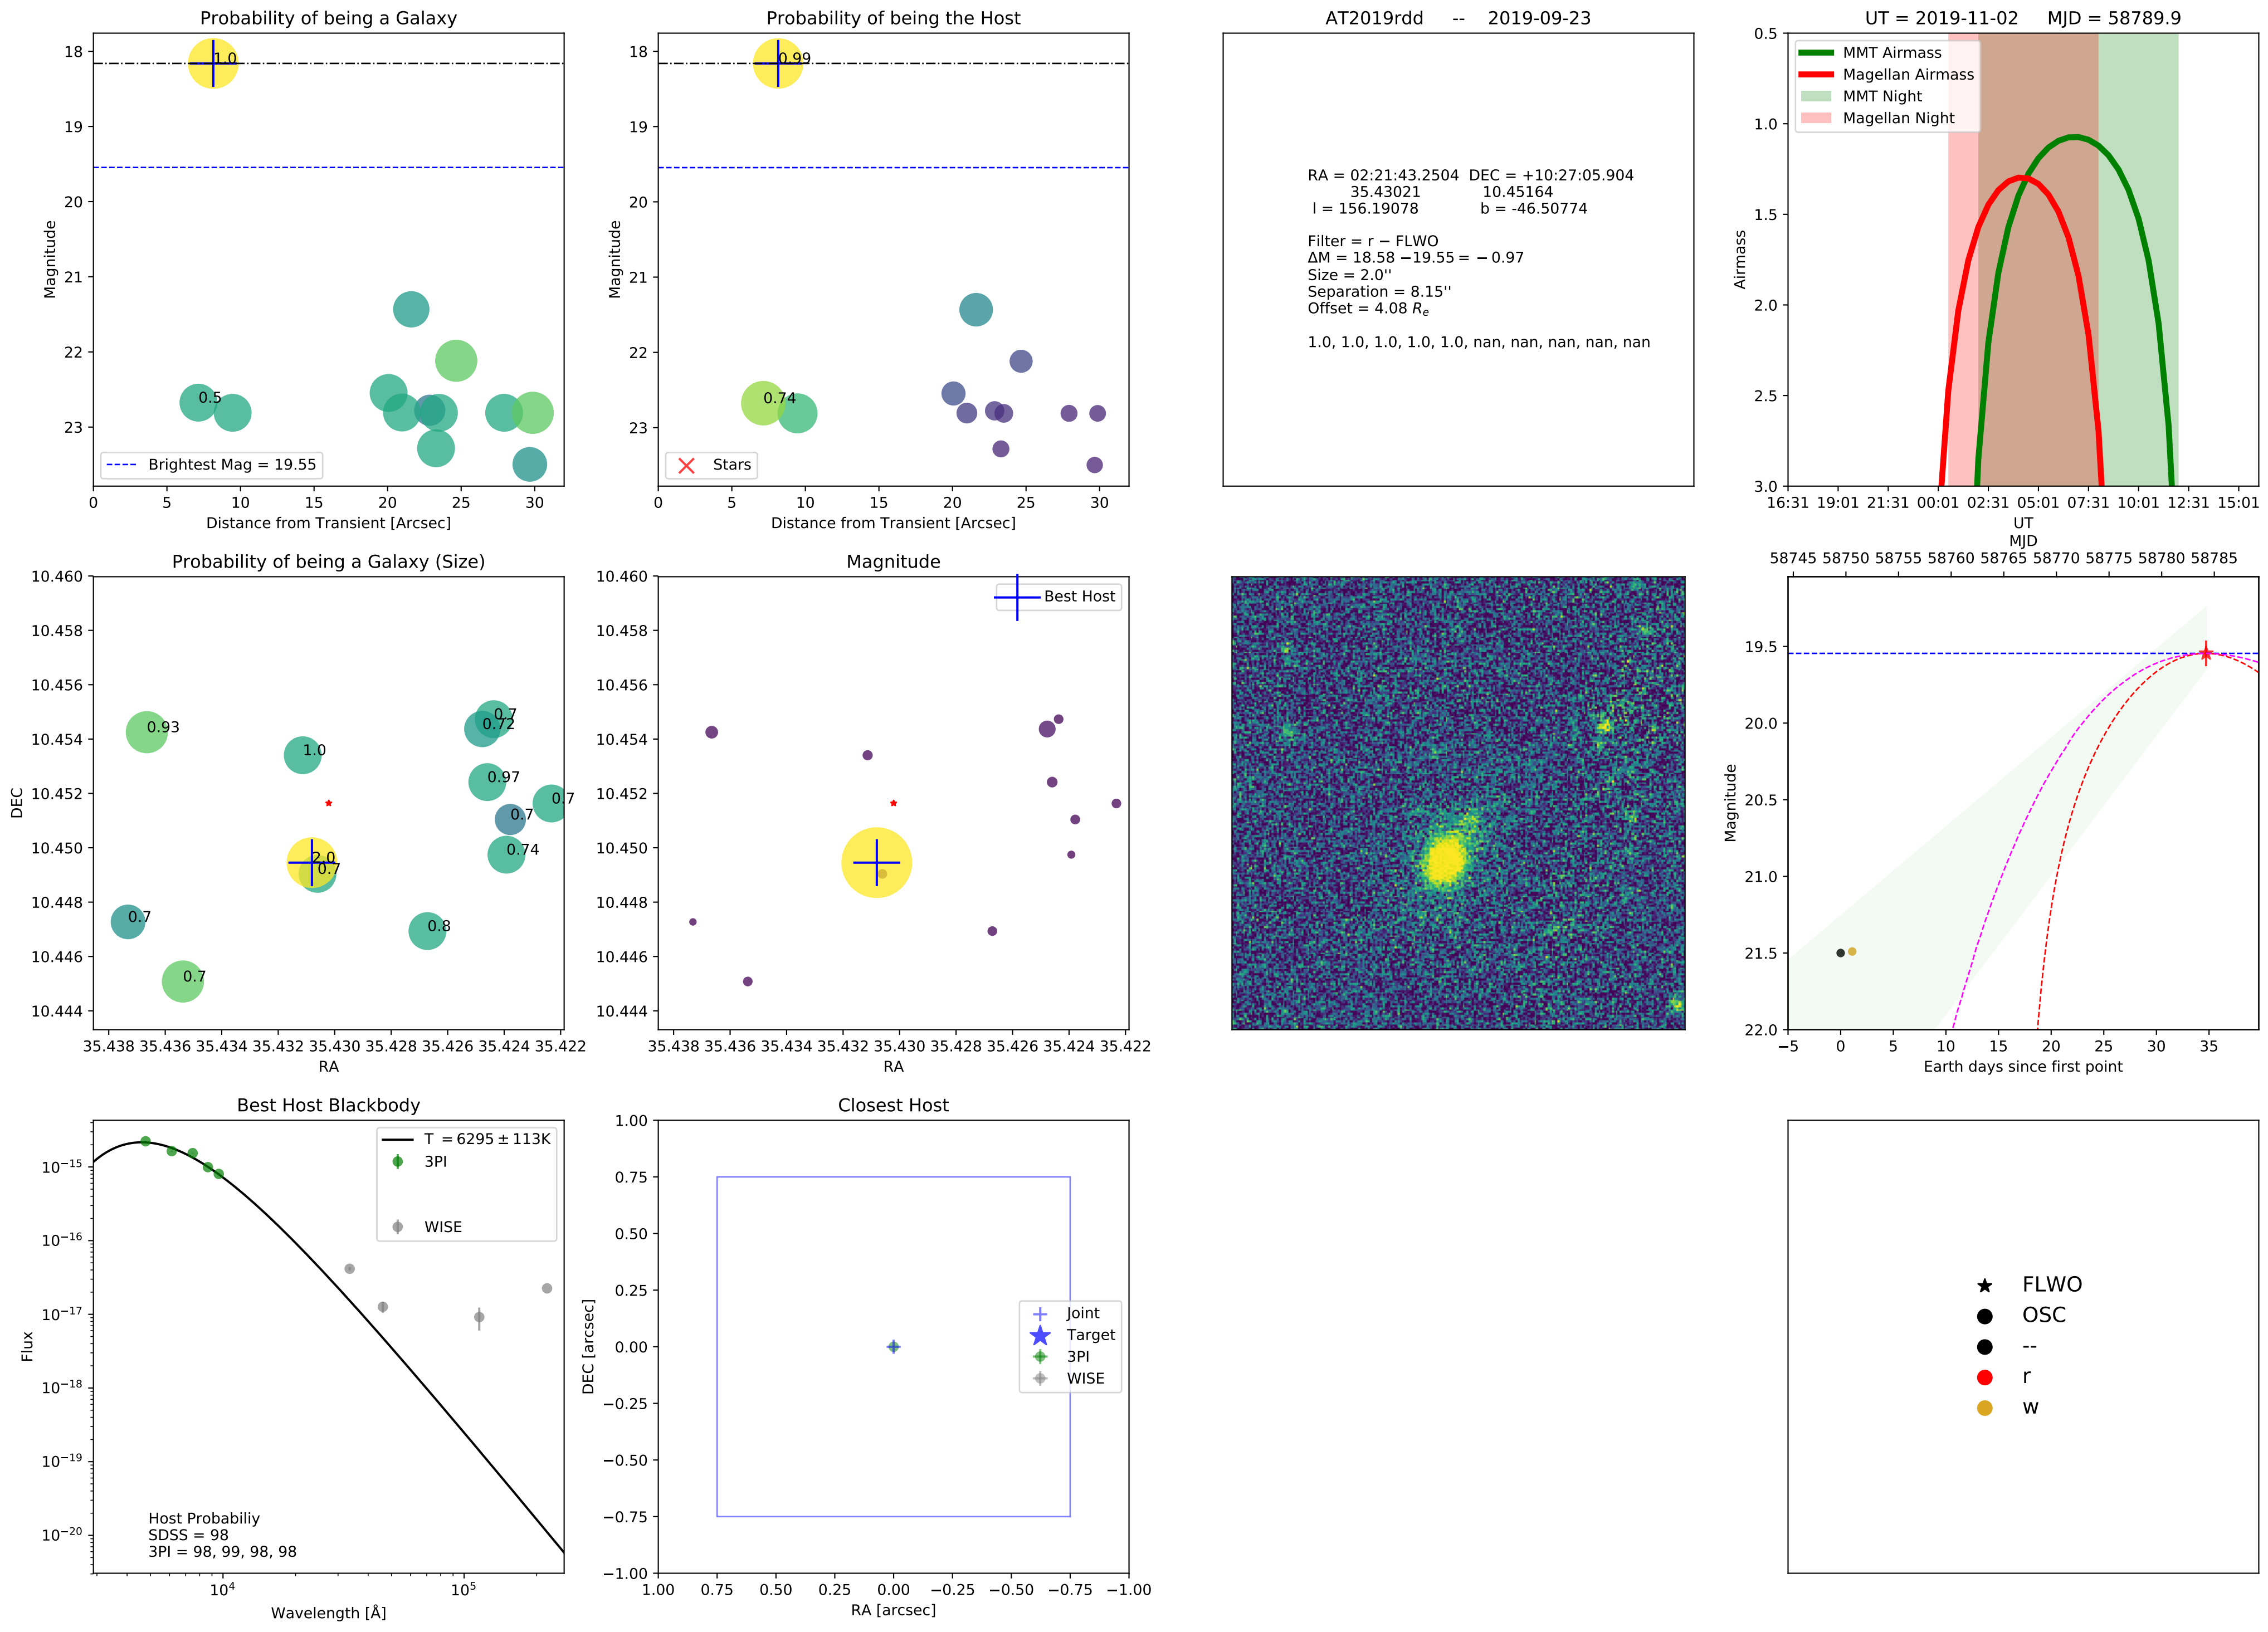 Probability of being a Galaxy
1.0
0.5
Brightest Mag = 19.55
18
19
20
21
22
23
Magnitude
0
5
10
15
20
25
30
Distance from Transient [Arcsec]
Probability of being the Host
0.99
0.74
Stars
18
19
20
21
22
23
Magnitude
0
5
10
15
20
25
30
Distance from Transient [Arcsec]
AT2019rdd -- 2019-09-23
RA = 02:21:43.2504 DEC = +10:27:05.904
35.43021 10.45164
l = 156.19078 b = -46.50774
Filter = r − FLWO
ΔM = 18.58 −19.55 = − 0.97
Size = 2.0''
Separation = 8.15''
Offset = 4.08 Re
1.0, 1.0, 1.0, 1.0, 1.0, nan, nan, nan, nan, nan
UT = 2019-11-02 MJD = 58789.9
MMT Airmass
Magellan Airmass
MMT Night
Magellan Night
0.5
1.0
1.5
2.0
2.5
3.0
Airmass
16:31 19:01 21:31 00:01 02:31 05:01 07:31 10:01 12:31 15:01
UT
Probability of being a Galaxy (Size)
10.460
10.458
10.456
10.454
10.452
10.450
10.448
10.446
10.444
DEC
0.93
1.0
0.7
0.72
0.97
0.7
0.7
0.74
2.0
0.7
0.7
0.8
0.7
35.438 35.436 35.434 35.432 35.430 35.428 35.426 35.424 35.422
RA
Magnitude
Best Host
10.460
10.458
10.456
10.454
10.452
10.450
10.448
10.446
10.444
35.438 35.436 35.434 35.432 35.430 35.428 35.426 35.424 35.422
RA
MJD
58745 58750 58755 58760 58765 58770 58775 58780 58785
19.5
20.0
20.5
21.0
21.5
22.0
Magnitude
−5 0 5 10 15 20 25 30 35
Earth days since first point
Best Host Blackbody
T = 6295 ± 113K
3PI
WISE
10−15
10−16
10−17
10−18
10−19
10−20
Flux
Host Probabiliy
SDSS = 98
3PI = 98, 99, 98, 98
10^4 10^5
Wavelength [Å]
Closest Host
Joint
Target
3PI
WISE
1.00
0.75
0.50
0.25
0.00
−0.25
−0.50
−0.75
−1.00
DEC [arcsec]
1.00 0.75 0.50 0.25 0.00 −0.25 −0.50 −0.75 −1.00
RA [arcsec]
FLWO
OSC
--
r
w